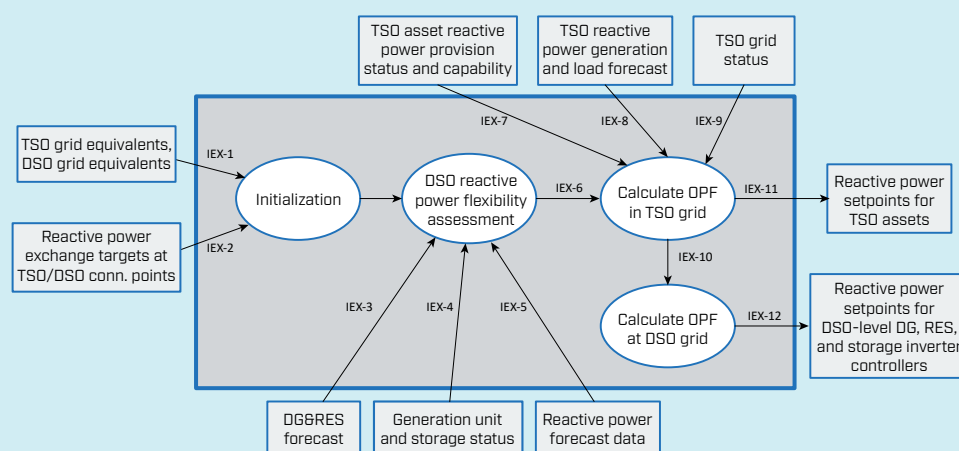 TSO asset reactive
power provision
status and capability
TSO reactive
power generation
and load forecast
TSO grid
status
IEX-7
IEX-8
IEX-9
TSO grid equivalents,
DSO grid equivalents
IEX-1
Initialization
DSO reactive
power flexibility
assessment
IEX-6
Calculate OPF
in TSO grid
IEX-11
Reactive power
setpoints for
TSO assets
Reactive power
exchange targets at
TSO/DSO conn. points
IEX-2
IEX-10
IEX-3
IEX-4
IEX-5
Calculate OPF
at DSO grid
IEX-12
Reactive power
setpoints for
DSO-level DG, RES,
and storage inverter
controllers
DG&RES
forecast
Generation unit
and storage status
Reactive power
forecast data